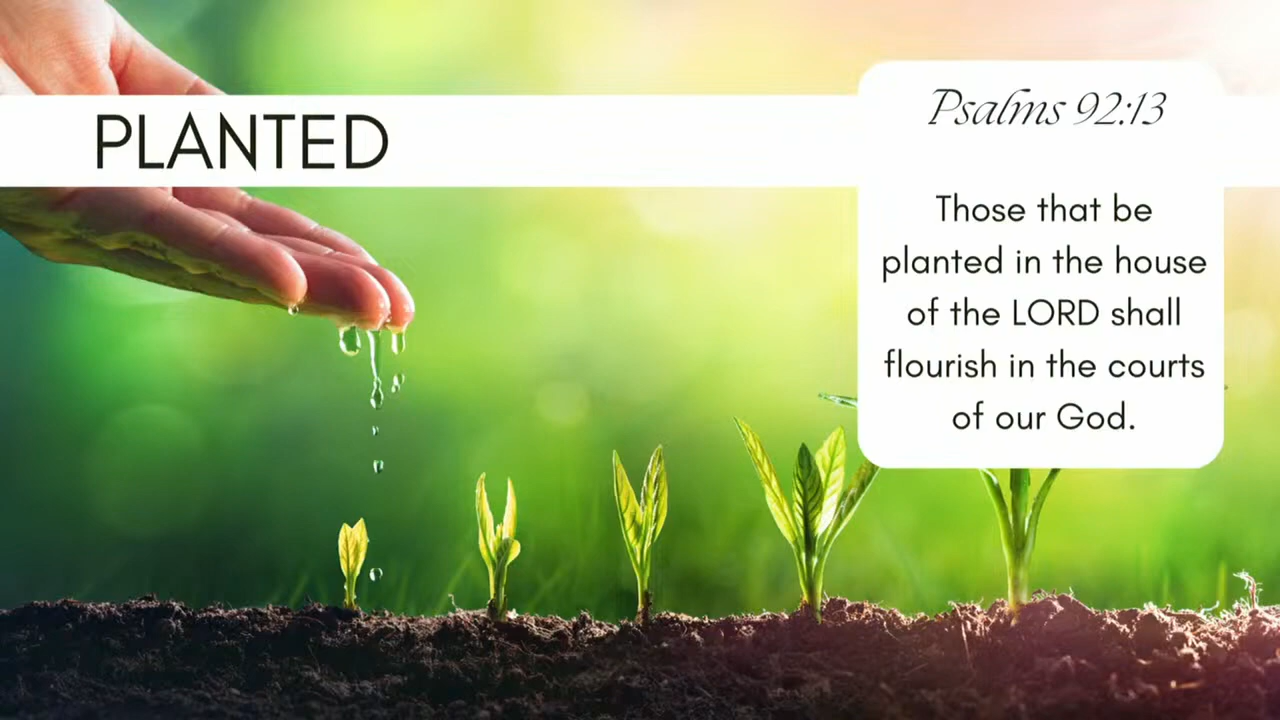 PLANTED
Psalms 92:13
Those that be
planted in the house
of the LORD shall
flourish in the courts
of our God.